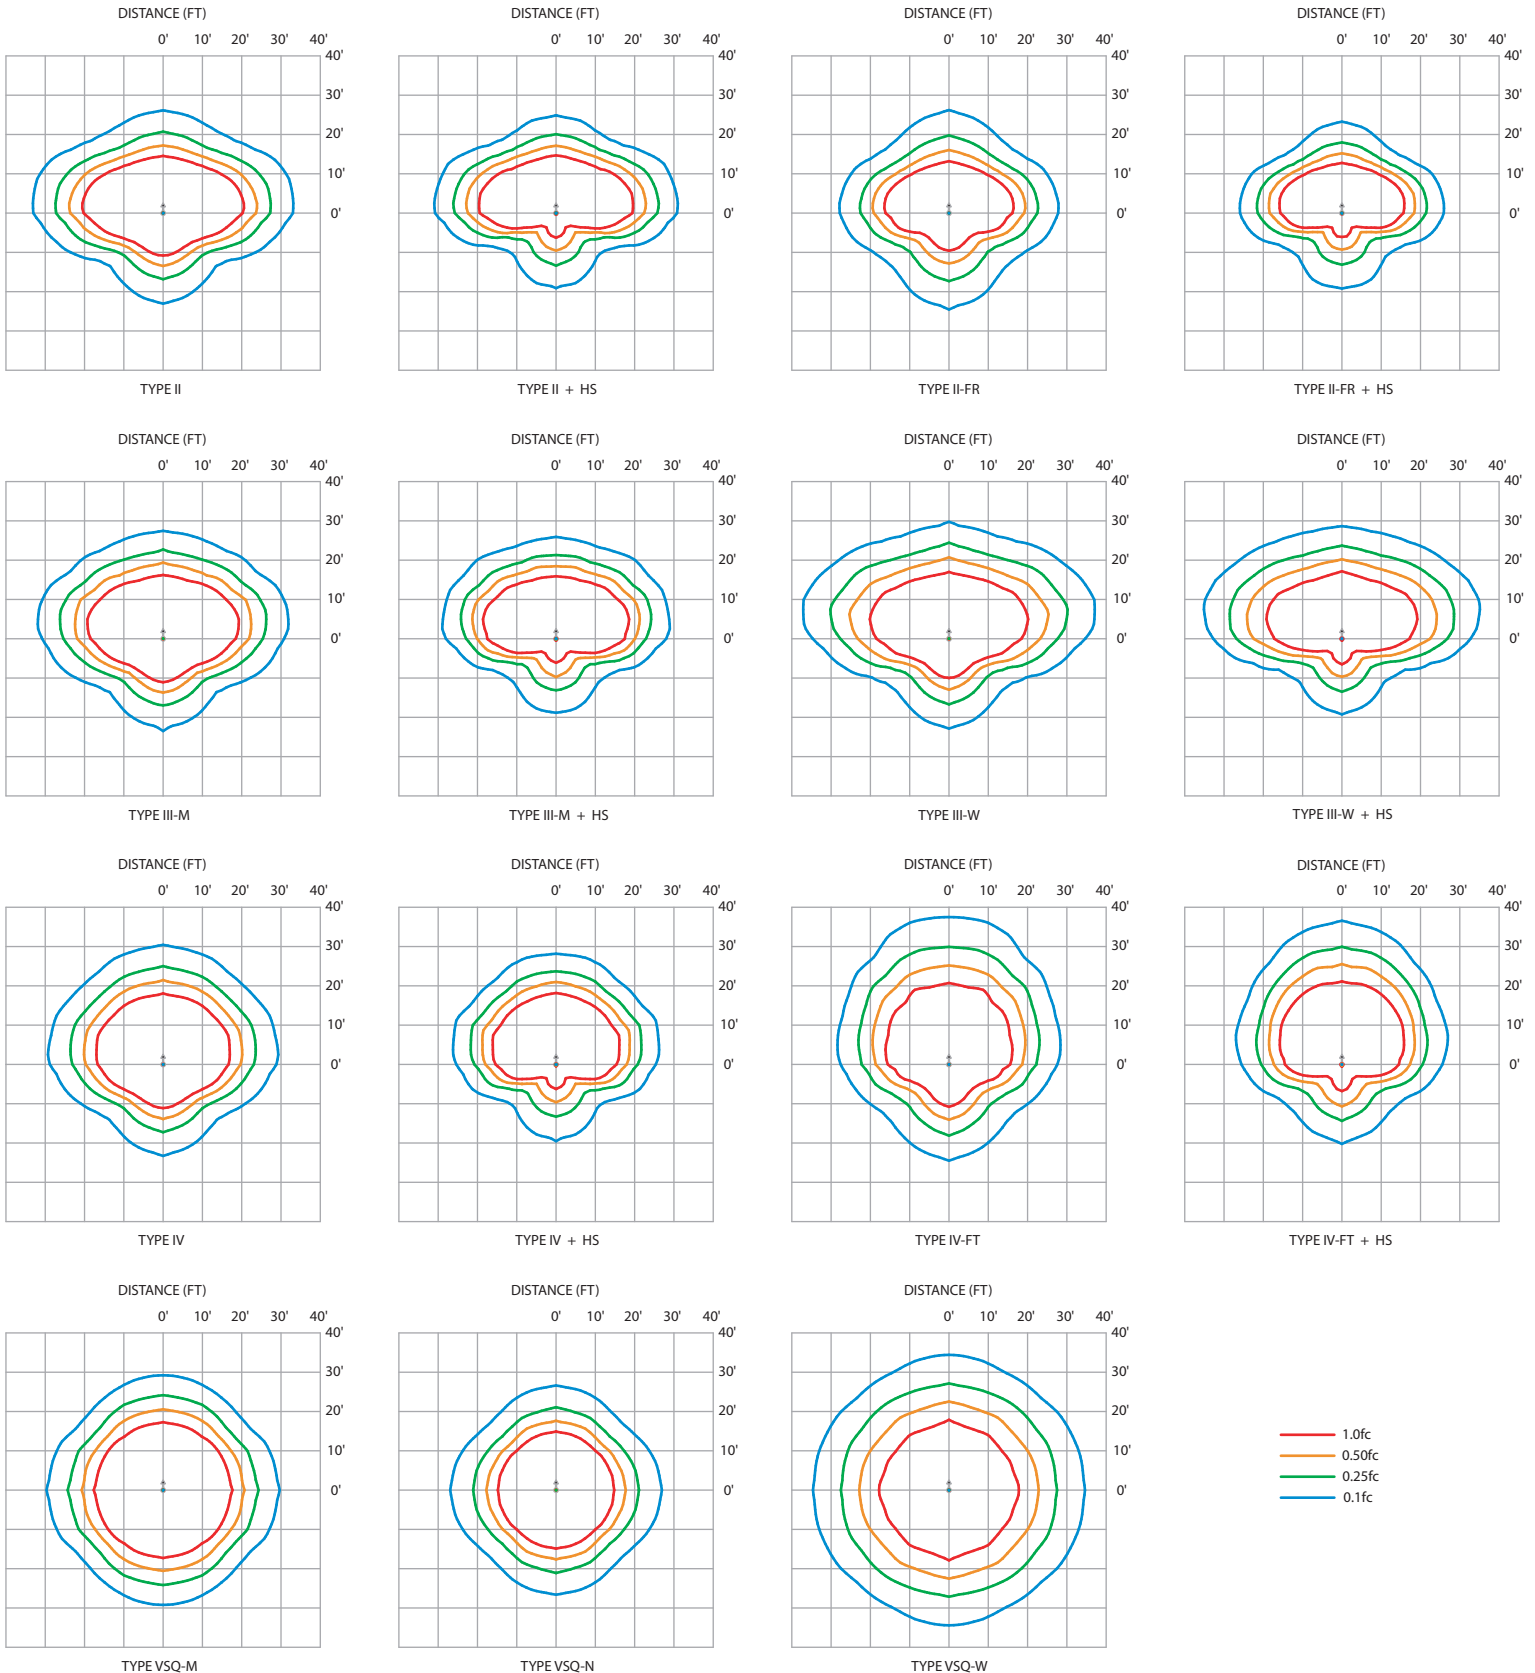 DISTANCE (FT) DISTANCE (FT) DISTANCE (FT) DISTANCE (FT)
0' 10' 20' 40' 0' 10' 20' 40' 0' 10' 20' 40' 0' 10' 20' 40'
40' 40' 40' 40'
30' 30' 30' 30'
20' 20' 20' 20'
10' 10' 10' 10'
0' 0' 0' 0'
TYPE II TYPE II + HS TYPE II-FR TYPE II-FR + HS
DISTANCE (FT) DISTANCE (FT) DISTANCE (FT) DISTANCE (FT)
0' 10' 20' 40' 0' 10' 20' 40' 0' 10' 20' 40' 0' 10' 20' 30' 40'
40' 40' 40' 40'
30' 30' 30' 30'
20' 20' 20' 20'
10' 10' 10' 10'
0' 0' 0' 0'
TYPE III-M TYPE III-M + HS TYPE III-W TYPE III-W + HS
DISTANCE (FT) DISTANCE (FT) DISTANCE (FT) DISTANCE (FT)
0' 10' 20' 30' 40' 0' 10' 20' 30' 40' 0' 10' 20' 30' 40' 0' 10' 20' 30' 40'
40' 40' 40' 40'
30' 30' 30' 30'
20' 20' 20' 20'
10' 10' 10' 10'
0' 0' 0' 0'
TYPE IV TYPE IV + HS TYPE IV-FT TYPE IV-FT + HS
DISTANCE (FT) DISTANCE (FT) DISTANCE (FT)
0' 10' 20' 30' 40' 0' 10' 20' 30' 40' 0' 10' 20' 30' 40'
40' 40' 40'
30' 30' 30'
20' 20' 20'
10' 10' 10'
0' 0' 0'
TYPE VSQ-M TYPE VSQ-N TYPE VSQ-W
1.0fc
0.50fc
0.25fc
0.1fc